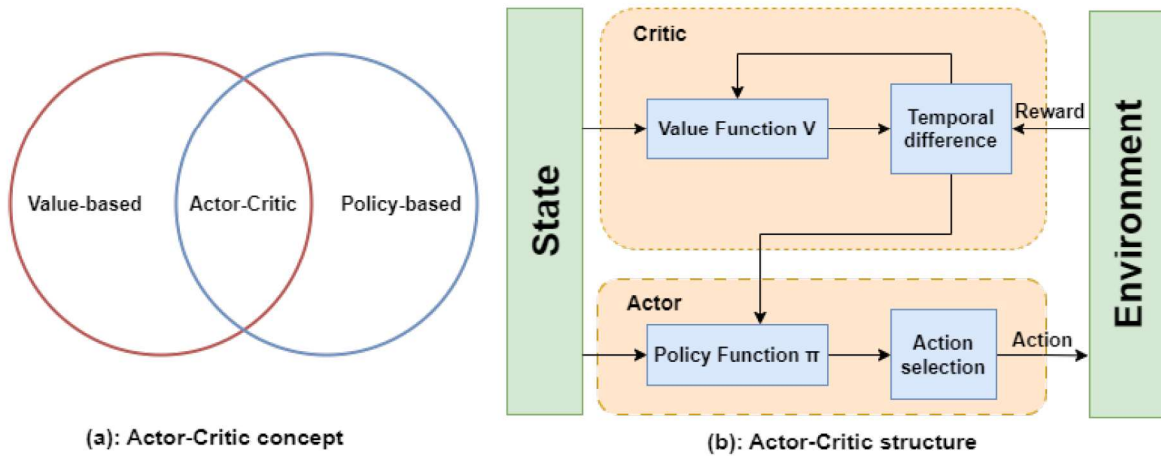 Value-based
Actor-Critic
Policy-based
(a): Actor-Critic concept
State
Critic
Value Function V
Temporal
difference
Reward
Actor
Policy Function π
Action
selection
Action
Environment
(b): Actor-Critic structure